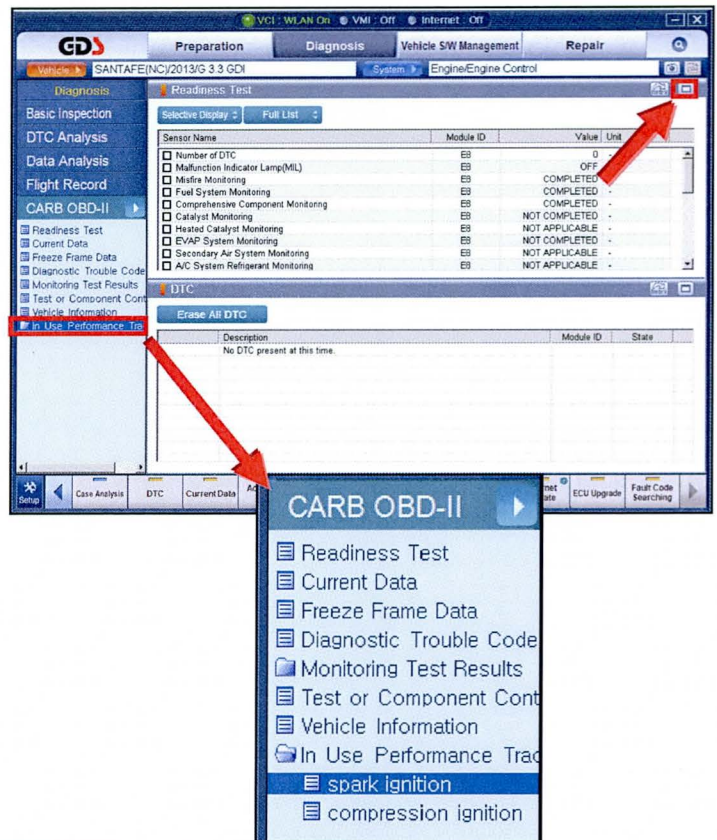 VCI : WLAN On VMI : Off Internet : Off
GDS Preparation Diagnosis Vehicle S/W Management Repair
Vehicle SANTAFE(NC)/2013/G 3.3 GDI System Engine/Engine Control
Diagnosis
Basic Inspection
DTC Analysis
Data Analysis
Flight Record
CARB OBD-II
Readiness Test
Current Data
Freeze Frame Data
Diagnostic Trouble Code
Monitoring Test Results
Test or Component Cont
Vehicle Information
In Use Performance Tra
Readiness Test
Selective Display Full List
Sensor Name Module ID Value Unit
Number of DTC E8 0 -
Malfunction Indicator Lamp(MIL) E8 OFF
Misfire Monitoring E8 COMPLETED
Fuel System Monitoring E8 COMPLETED -
Comprehensive Component Monitoring E8 COMPLETED -
Catalyst Monitoring E8 NOT COMPLETED -
Heated Catalyst Monitoring E8 NOT APPLICABLE -
EVAP System Monitoring E8 NOT COMPLETED -
Secondary Air System Monitoring E8 NOT APPLICABLE -
A/C System Refrigerant Monitoring E8 NOT APPLICABLE -
DTC
Erase All DTC
Description Module ID State
No DTC present at this time.
Setup Case Analysis DTC Current Data ECU Upgrade Fault Code
Searching
CARB OBD-II
Readiness Test
Current Data
Freeze Frame Data
Diagnostic Trouble Code
Monitoring Test Results
Test or Component Cont
Vehicle Information
In Use Performance Trac
spark ignition
compression ignition